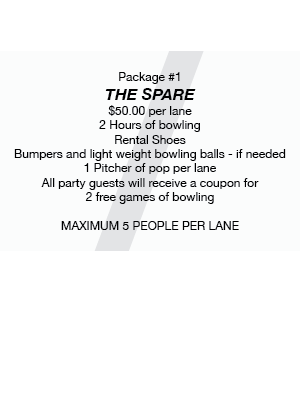 Package #1
THE SPARE
$50.00 per lane
2 Hours of bowling
Rental Shoes
Bumpers and light weight bowling balls - if needed
1 Pitcher of pop per lane
All party guests will receive a coupon for
2 free games of bowling
MAXIMUM 5 PEOPLE PER LANE